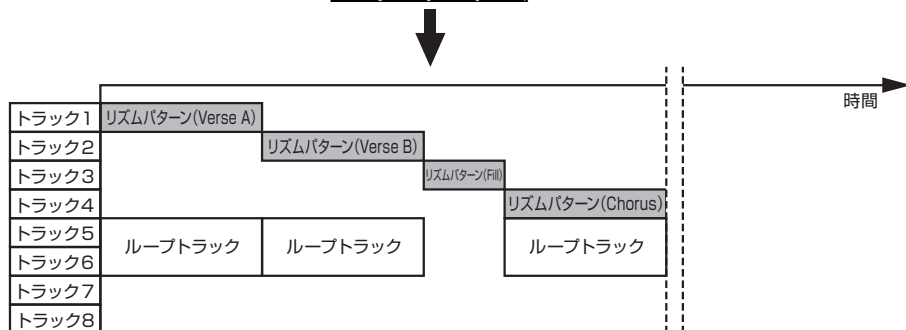 時間
トラック1 リズムパターン(Verse A)
トラック2 リズムパターン(Verse B)
トラック3 リズムパターン(Fill)
トラック4 リズムパターン(Chorus)
トラック5
ループトラック ループトラック ループトラック
トラック6
トラック7
トラック8